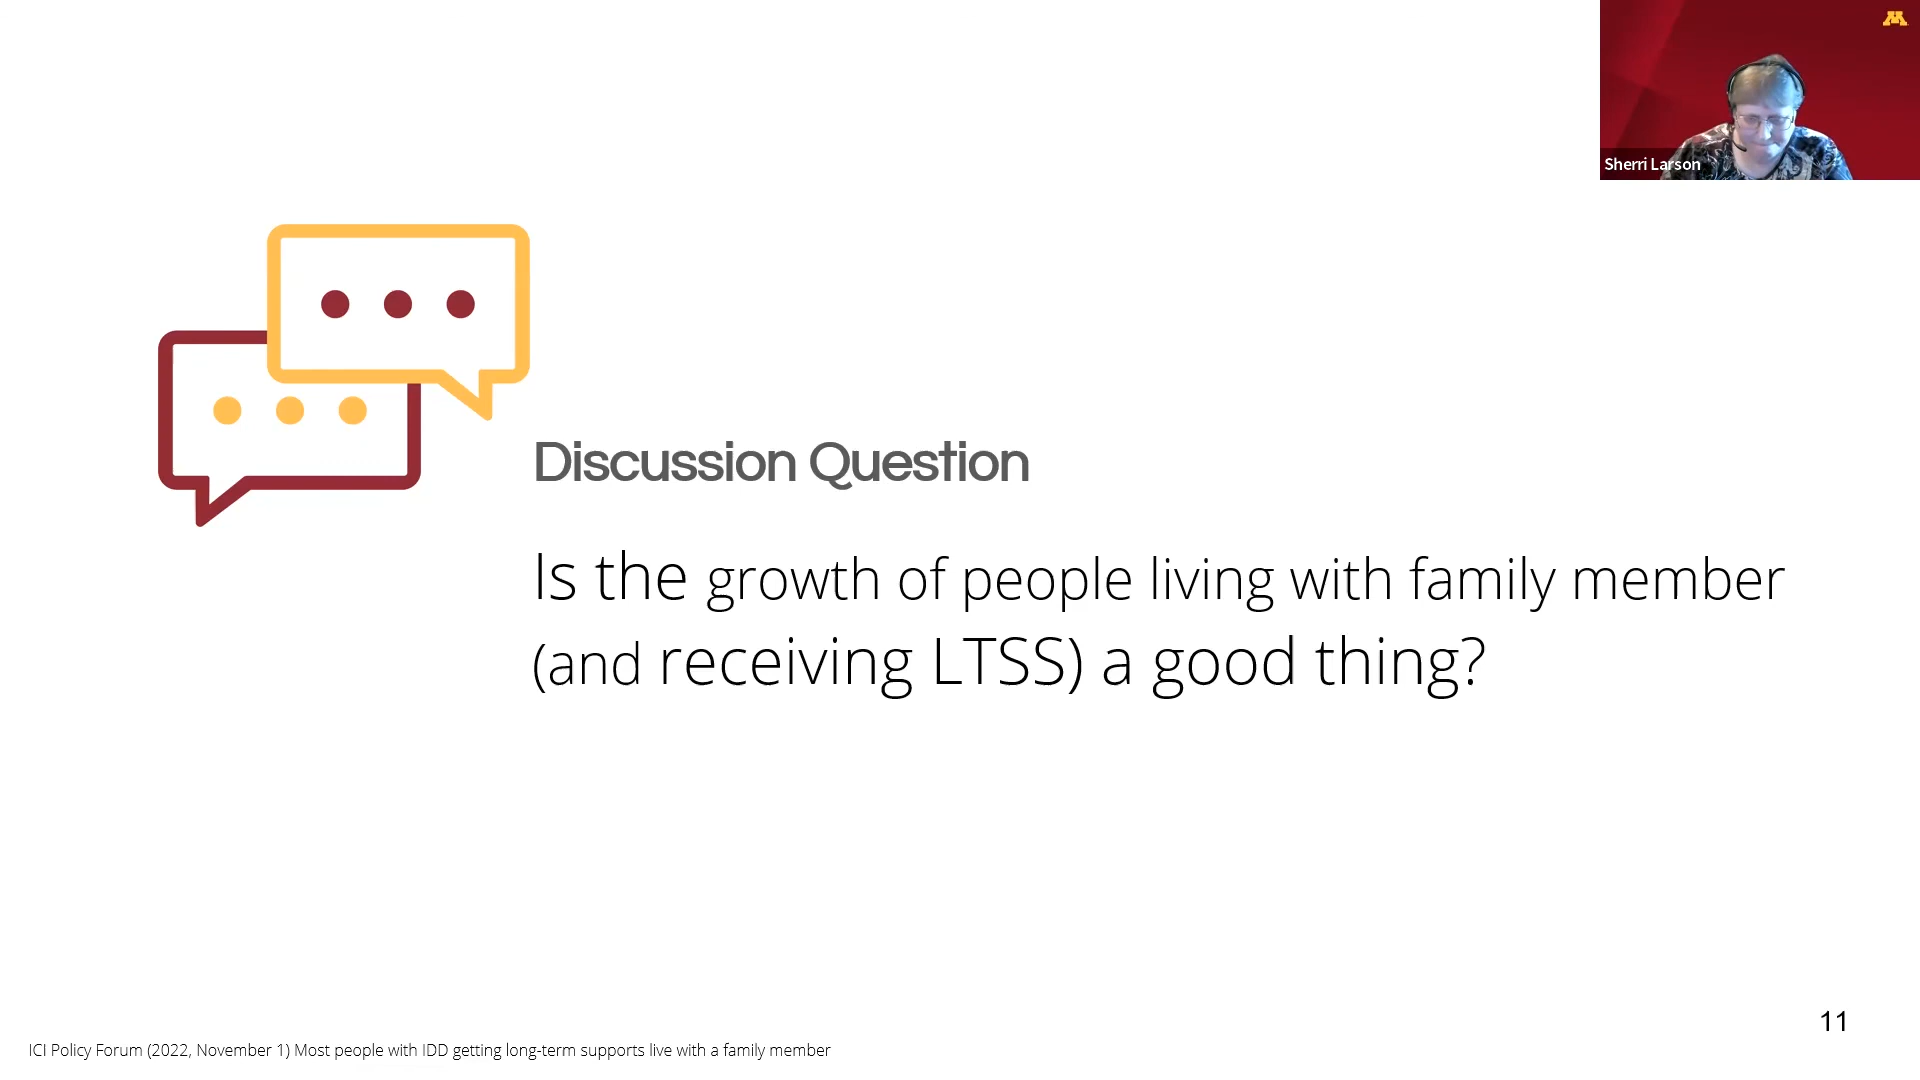 Sherri Larson
Discussion Question
Is the growth of people living with family member
(and receiving LTSS) a good thing?
11
ICI Policy Forum (2022, November 1) Most people with IDD getting long-term supports live with a family member